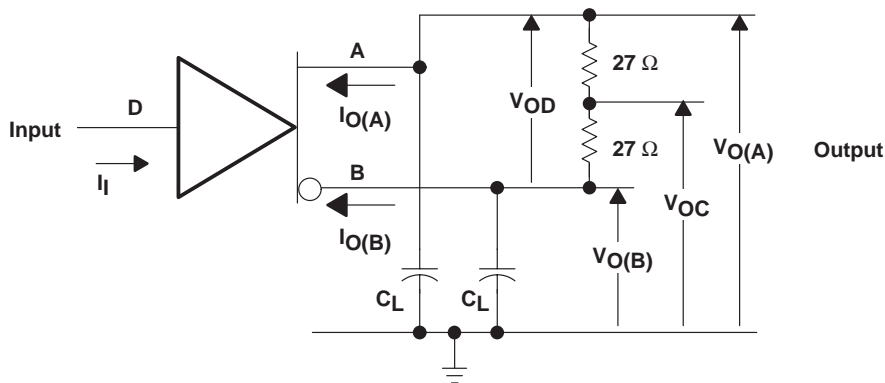 A
27 Ω
D
I_O(A)
V_OD
Input
27 Ω
V_O(A)
Output
B
I_I
V_OC
I_O(B)
V_O(B)
C_L
C_L